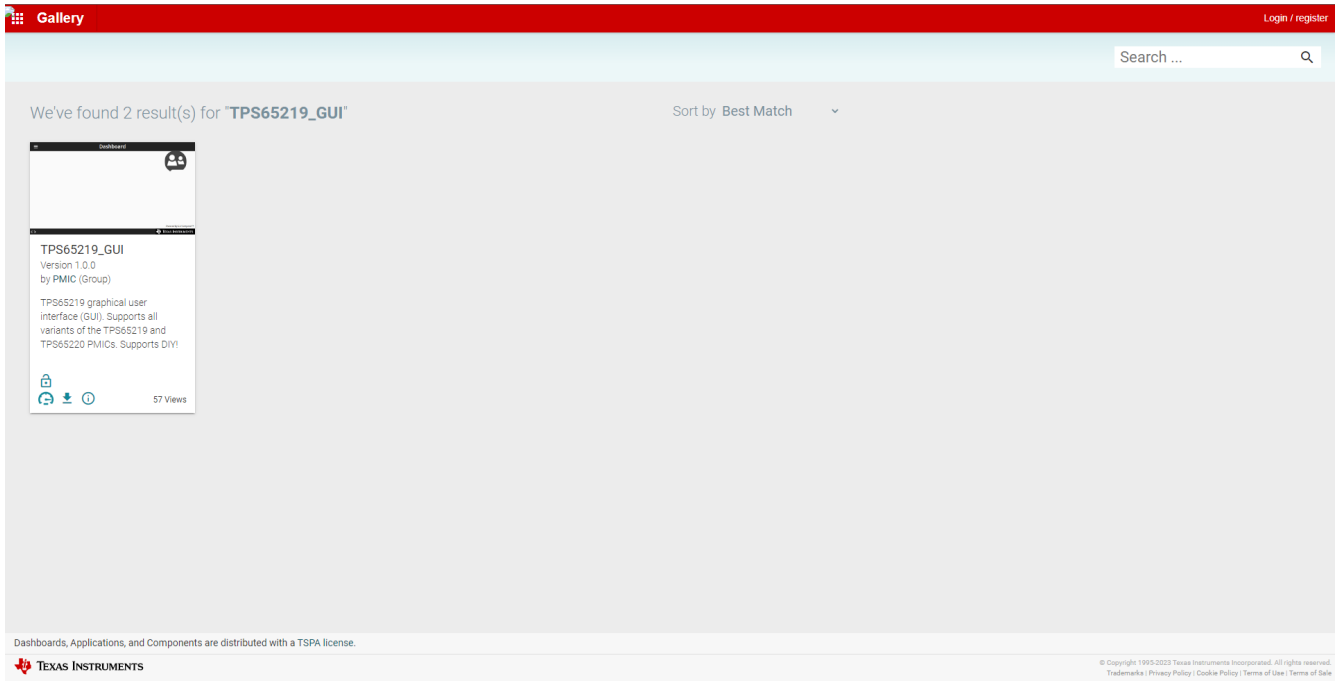 Gallery
Login / register
Search ...
We've found 2 result(s) for "TPS65219_GUI"
Sort by Best Match
Dashboard
TEXAS INSTRUMENTS
TPS65219_GUI
Version 1.0.0
by PMIC (Group)
TPS65219 graphical user
interface (GUI). Supports all
variants of the TPS65219 and
TPS65220 PMICs. Supports DIY!
57 Views
Dashboards, Applications, and Components are distributed with a TSPA license.
TEXAS INSTRUMENTS
© Copyright 1995-2023 Texas Instruments Incorporated. All rights reserved.
Trademarks | Privacy Policy | Cookie Policy | Terms of Use | Terms of Sale